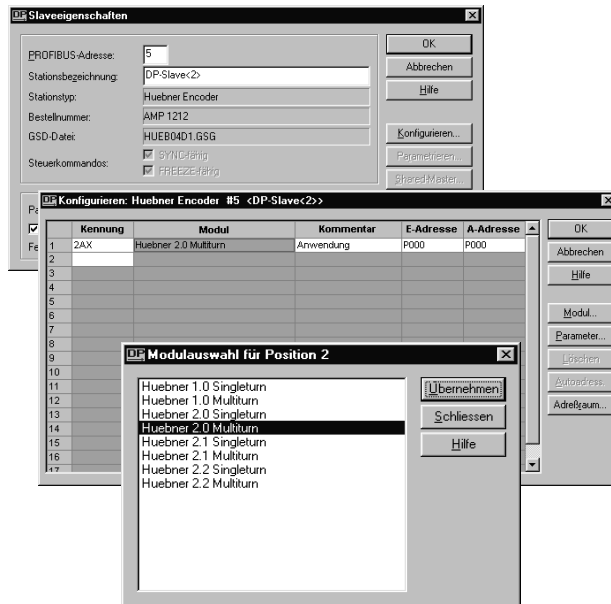 DP Slaveeigenschaften
PROFIBUS-Adresse: 5
Stationsbezeichnung: DP-Slave<2>
Stationstyp: Huebner Encoder
Bestellnummer: AMP 1212
GSD-Datei: HUEB04D1.GSG
Steuerkommandos: SYNC-fähig
FREEZE-fähig
OK
Abbrechen
Hilfe
Konfigurieren...
Parametrieren...
Shared-Master...
Pa
Fe
DP Konfigurieren: Huebner Encoder #5 <DP-Slave<2>>
Kennung Modul Kommentar E-Adresse A-Adresse
1 2AX Huebner 2.0 Multiturn Anwendung P000 P000
2
3
4
5
6
7
8
9
10
11
12
13
14
15
16
17
OK
Abbrechen
Hilfe
Modul...
Parameter...
Löschen
Autoadress.
Adreßraum...
DP Modulauswahl für Position 2
Huebner 1.0 Singleturn
Huebner 1.0 Multiturn
Huebner 2.0 Singleturn
Huebner 2.0 Multiturn
Huebner 2.1 Singleturn
Huebner 2.1 Multiturn
Huebner 2.2 Singleturn
Huebner 2.2 Multiturn
Übernehmen
Schliessen
Hilfe